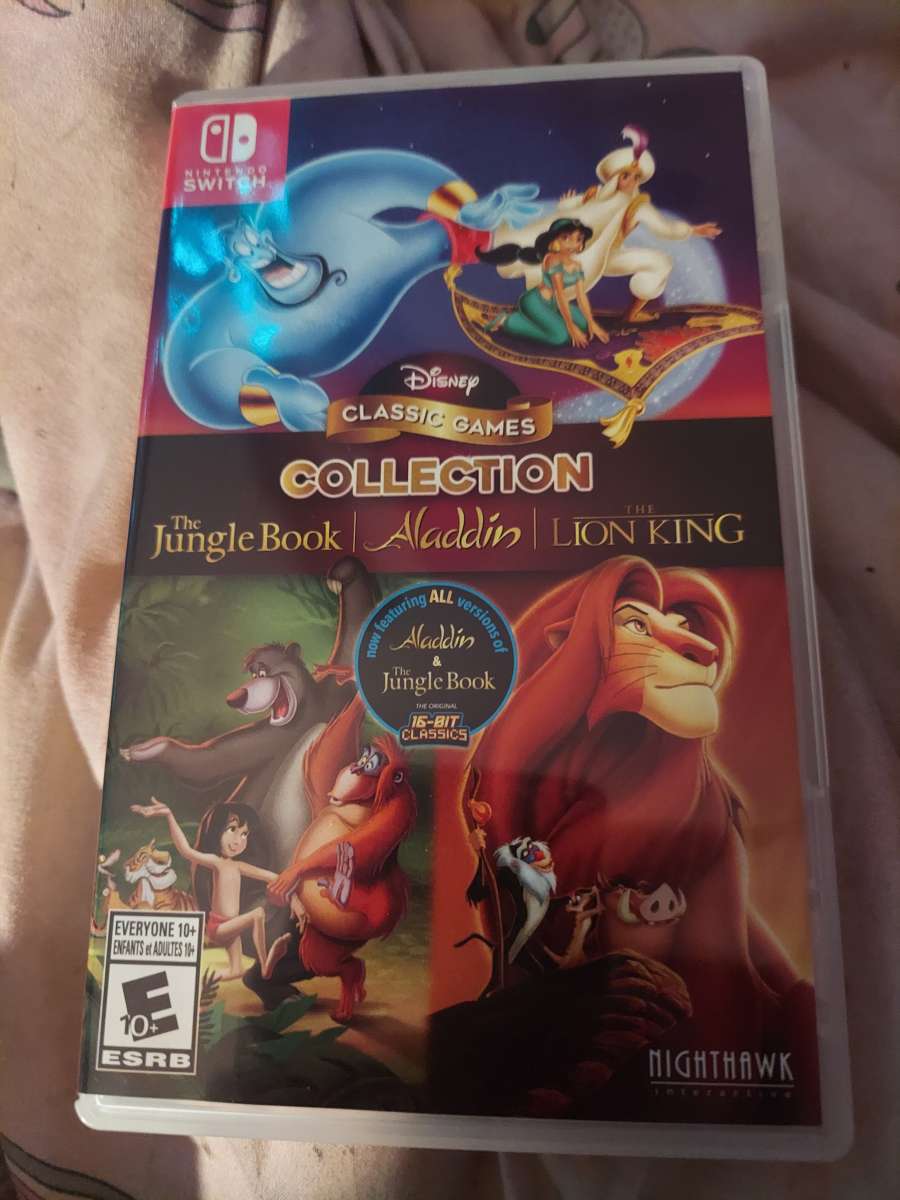 NINTENDO
SWITCH
Disney
CLASSIC GAMES
COLLECTION
The Jungle Book | Aladdin | THE LION KING
now featuring ALL versions of
Aladdin
&
The Jungle Book
THE ORIGINAL
16-BIT
CLASSICS
EVERYONE 10+
ENFANTS et ADULTES 10+
E
10+
ESRB
NIGHTHAWK
interactive